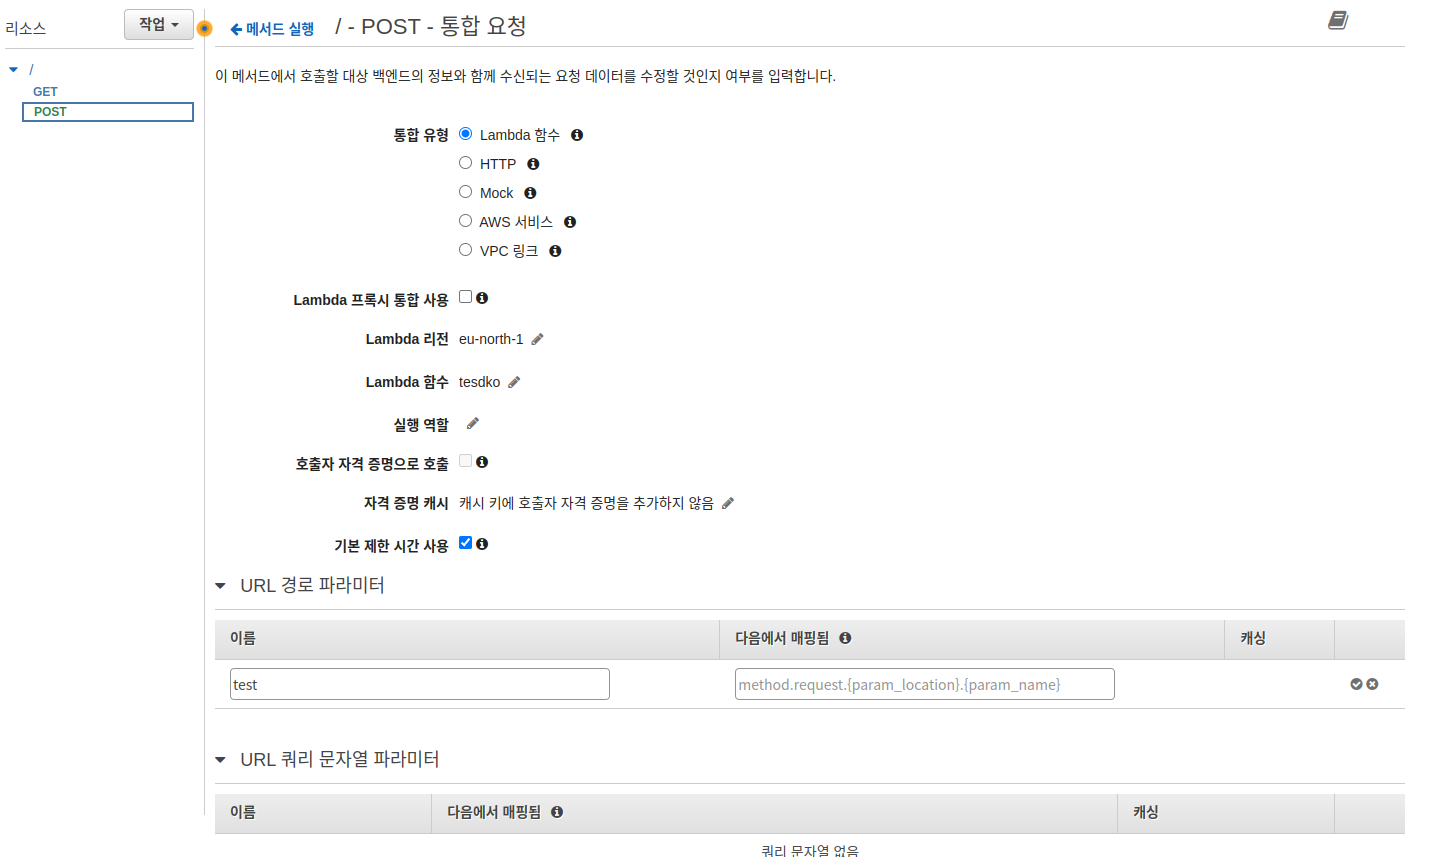 리소스
작업
메서드 실행
/ - POST - 통합 요청
/
GET
POST
이 메서드에서 호출할 대상 백엔드의 정보와 함께 수신되는 요청 데이터를 수정할 것인지 여부를 입력합니다.
통합 유형 Lambda 함수
HTTP
Mock
AWS 서비스
VPC 링크
Lambda 프록시 통합 사용
Lambda 리전 eu-north-1
Lambda 함수 tesdko
실행 역할
호출자 자격 증명으로 호출
자격 증명 캐시 캐시 키에 호출자 자격 증명을 추가하지 않음
기본 제한 시간 사용
URL 경로 파라미터
이름 다음에서 매핑됨 캐싱
test method.request.{param_location}.{param_name}
URL 쿼리 문자열 파라미터
이름 다음에서 매핑됨 캐싱
쿼리 문자열 없음